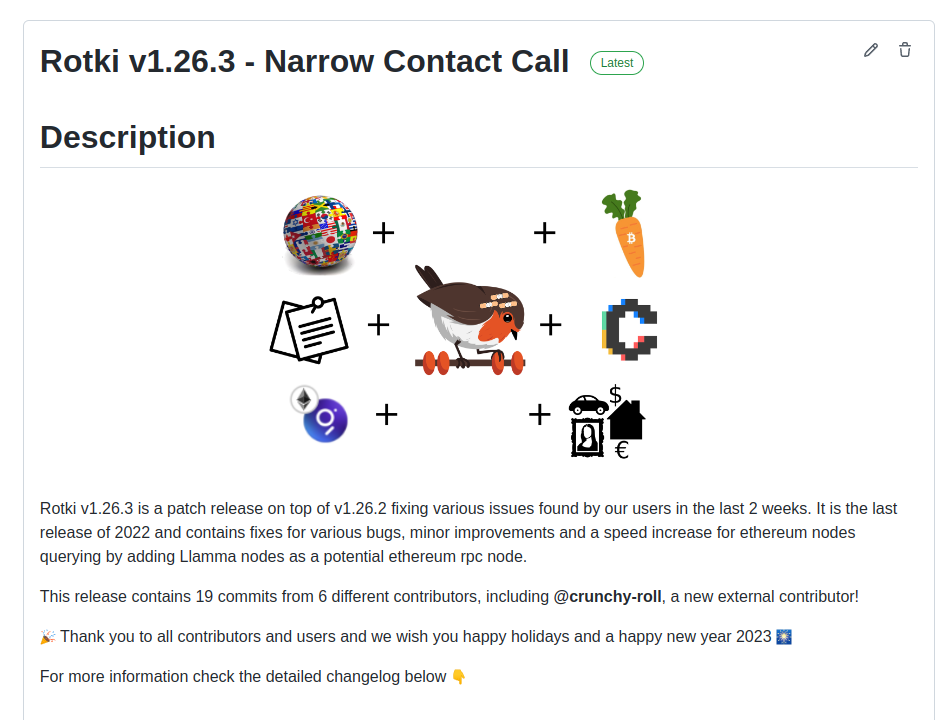 Rotki v1.26.3 - Narrow Contact Call Latest
Description
+ +
+ +
$
+ +
€
Rotki v1.26.3 is a patch release on top of v1.26.2 fixing various issues found by our users in the last 2 weeks. It is the last
release of 2022 and contains fixes for various bugs, minor improvements and a speed increase for ethereum nodes
querying by adding Llamma nodes as a potential ethereum rpc node.
This release contains 19 commits from 6 different contributors, including @crunchy-roll, a new external contributor!
🎉 Thank you to all contributors and users and we wish you happy holidays and a happy new year 2023 🎆
For more information check the detailed changelog below 👇